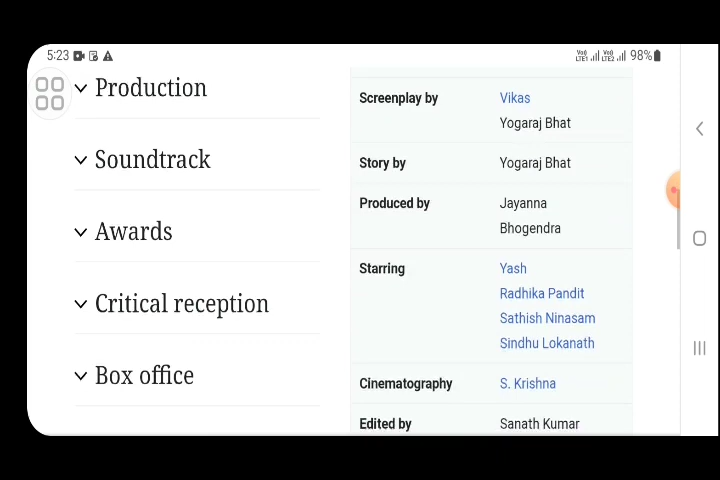 5:23 98%
Production
Soundtrack
Awards
Critical reception
Box office
Screenplay by Vikas
Yogaraj Bhat
Story by Yogaraj Bhat
Produced by Jayanna
Bhogendra
Starring Yash
Radhika Pandit
Sathish Ninasam
Sindhu Lokanath
Cinematography S. Krishna
Edited by Sanath Kumar